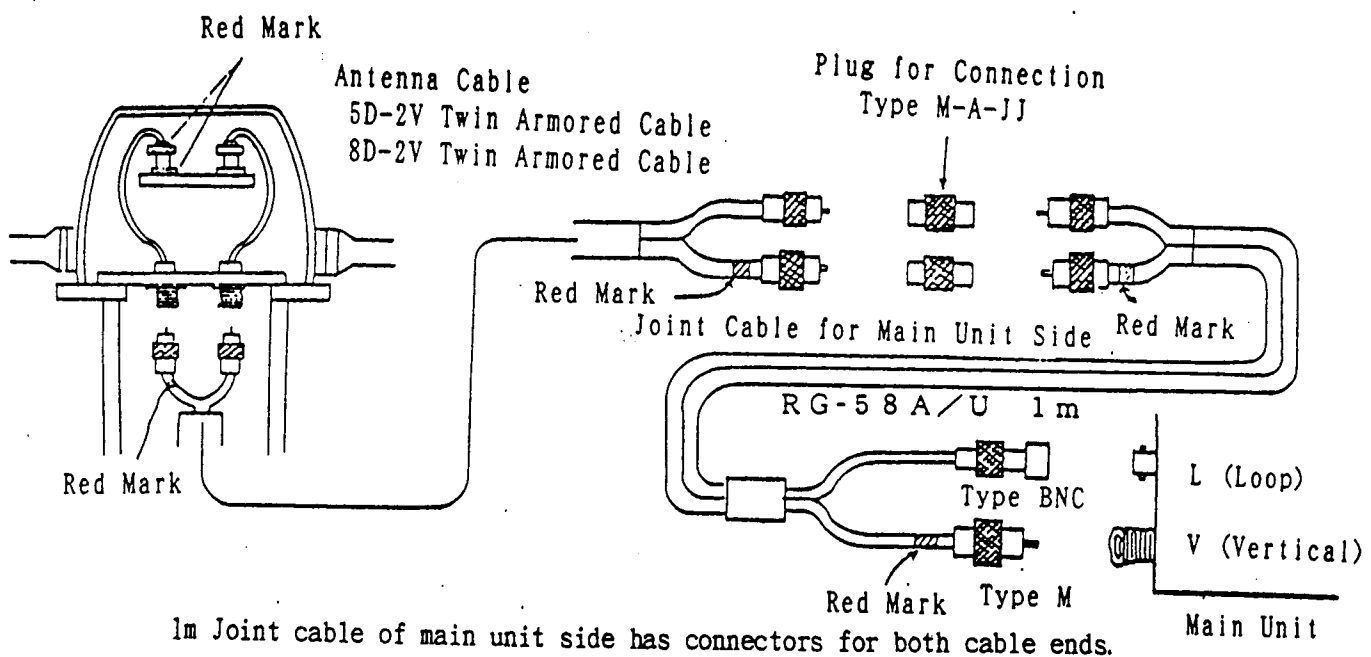 Red Mark
Antenna Cable
5D-2V Twin Armored Cable
8D-2V Twin Armored Cable
Plug for Connection
Type M-A-JJ
Red Mark
Joint Cable for Main Unit Side
Red Mark
RG-58A/U 1m
Red Mark
Type BNC
L (Loop)
V (Vertical)
Red Mark
Type M
Main Unit
1m Joint cable of main unit side has connectors for both cable ends.